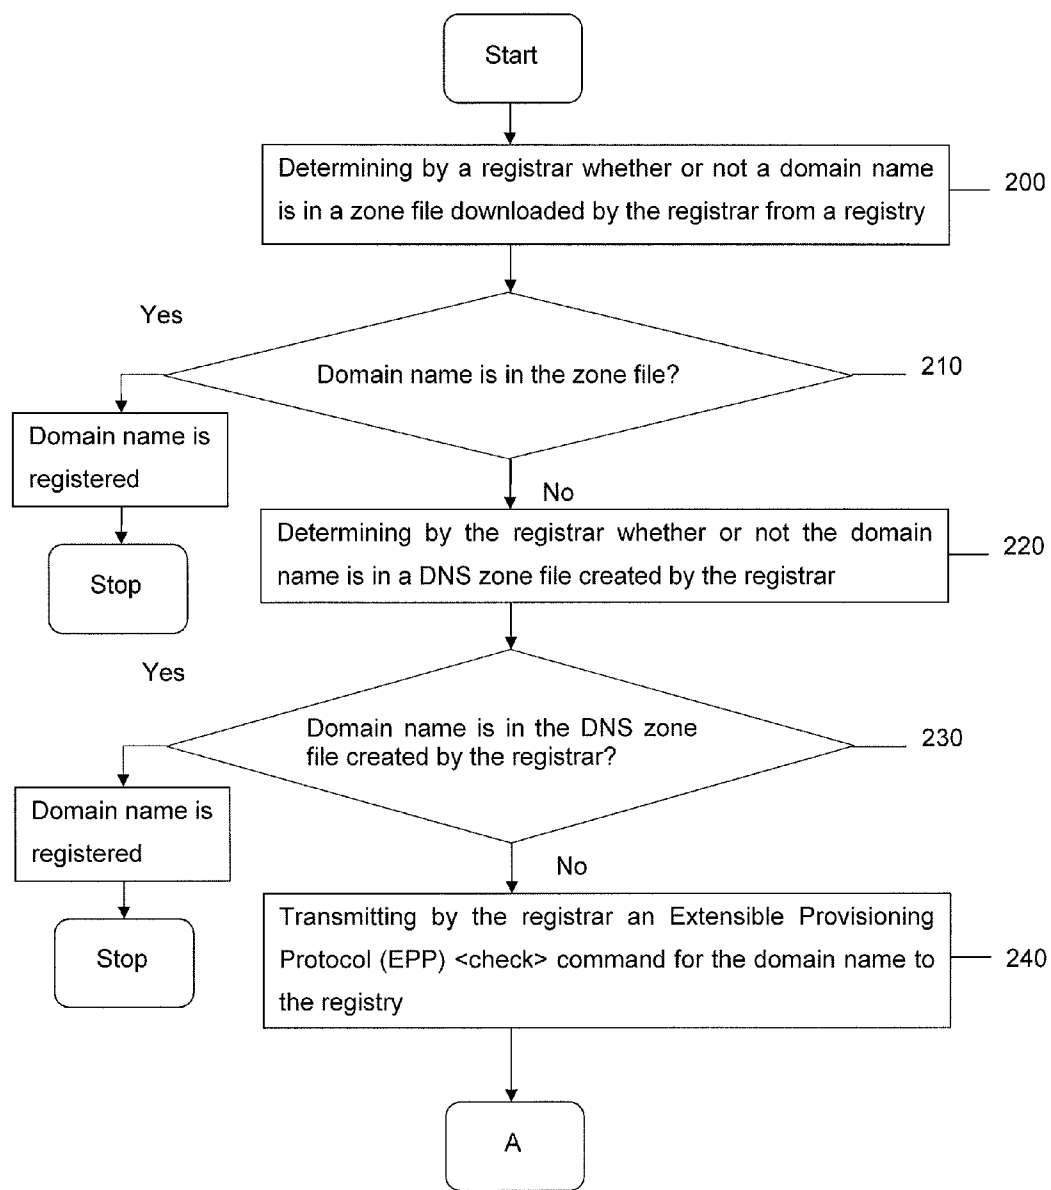 Start
Determining by a registrar whether or not a domain name
is in a zone file downloaded by the registrar from a registry
200
Yes
Domain name is in the zone file?
210
Domain name is
registered
No
Stop
Determining by the registrar whether or not the domain
name is in a DNS zone file created by the registrar
220
Yes
Domain name is in the DNS zone
file created by the registrar?
230
Domain name is
registered
No
Stop
Transmitting by the registrar an Extensible Provisioning
Protocol (EPP) <check> command for the domain name to
the registry
240
A